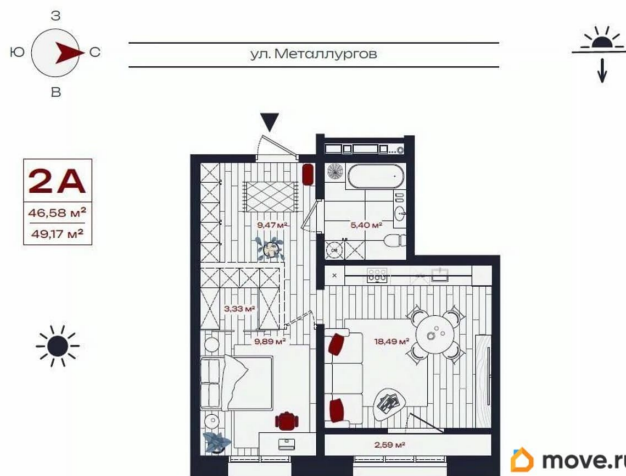 З
Ю С
В
ул. Металлургов
2А
46,58 м²
49,17 м²
9.47 м²
5,40 м²
3,33 м²
9,89 м²
18,49 м²
2,59 м²
move.ru